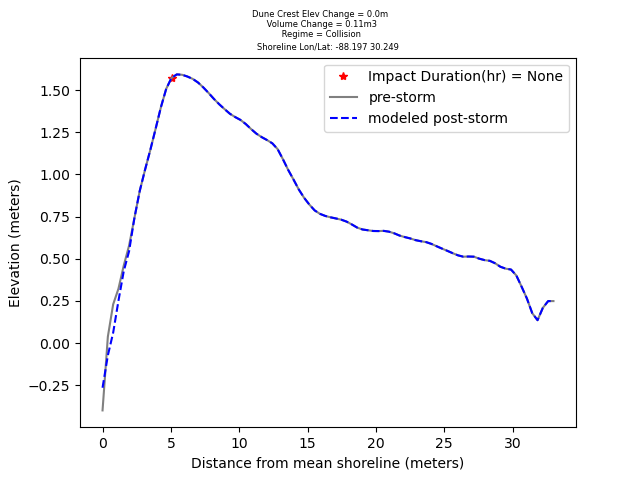 Dune Crest Elev Change = 0.0m
Volume Change = 0.11m3
Regime = Collision
Shoreline Lon/Lat: -88.197 30.249
Impact Duration(hr) = None
pre-storm
modeled post-storm
1.50
1.25
1.00
0.75
0.50
0.25
0.00
−0.25
Elevation (meters)
0 5 10 15 20 25 30
Distance from mean shoreline (meters)